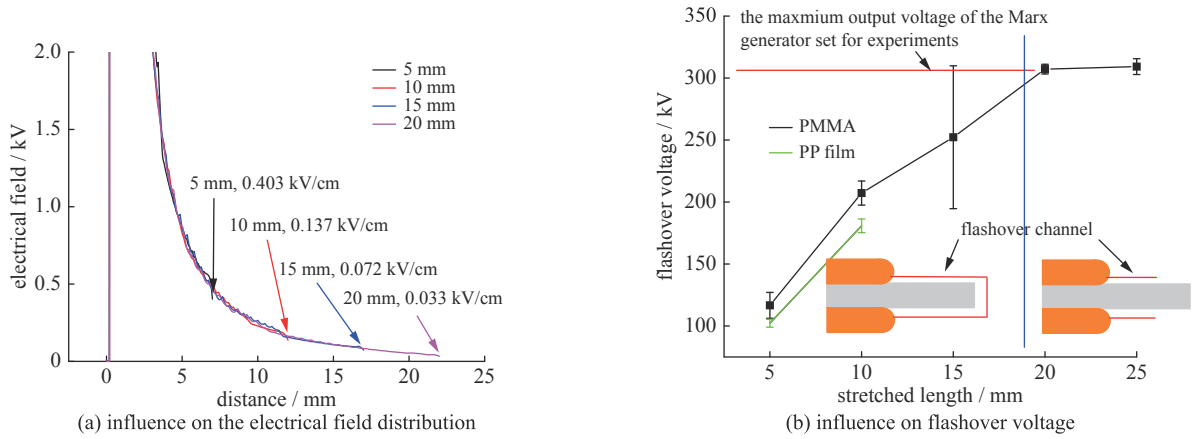 2.0
1.5
1.0
0.5
0
electrical field / kV
5 mm
10 mm
15 mm
20 mm
5 mm, 0.403 kV/cm
10 mm, 0.137 kV/cm
15 mm, 0.072 kV/cm
20 mm, 0.033 kV/cm
0 5 10 15 20 25
distance / mm
(a) influence on the electrical field distribution
the maxmium output voltage of the Marx
generator set for experiments
350
300
250
200
150
100
flashover voltage / kV
PMMA
PP film
flashover channel
5 10 15 20 25
stretched length / mm
(b) influence on flashover voltage